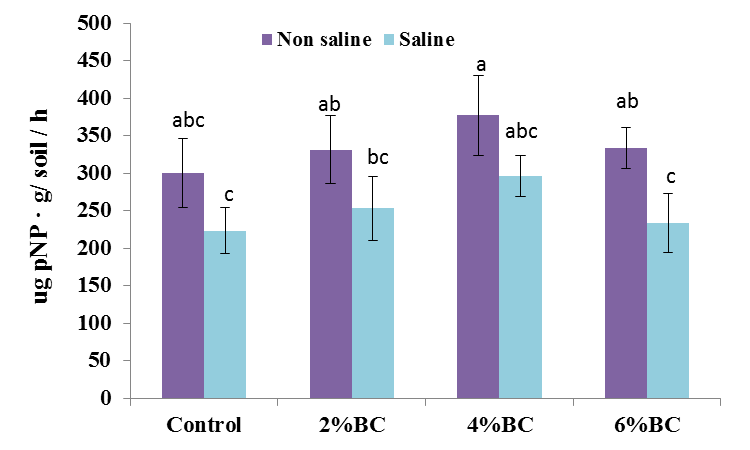 500
450
400
350
300
250
200
150
100
50
0
ug pNP · g/ soil / h
Non saline Saline
abc
c
ab
bc
a
abc
ab
c
Control 2%BC 4%BC 6%BC